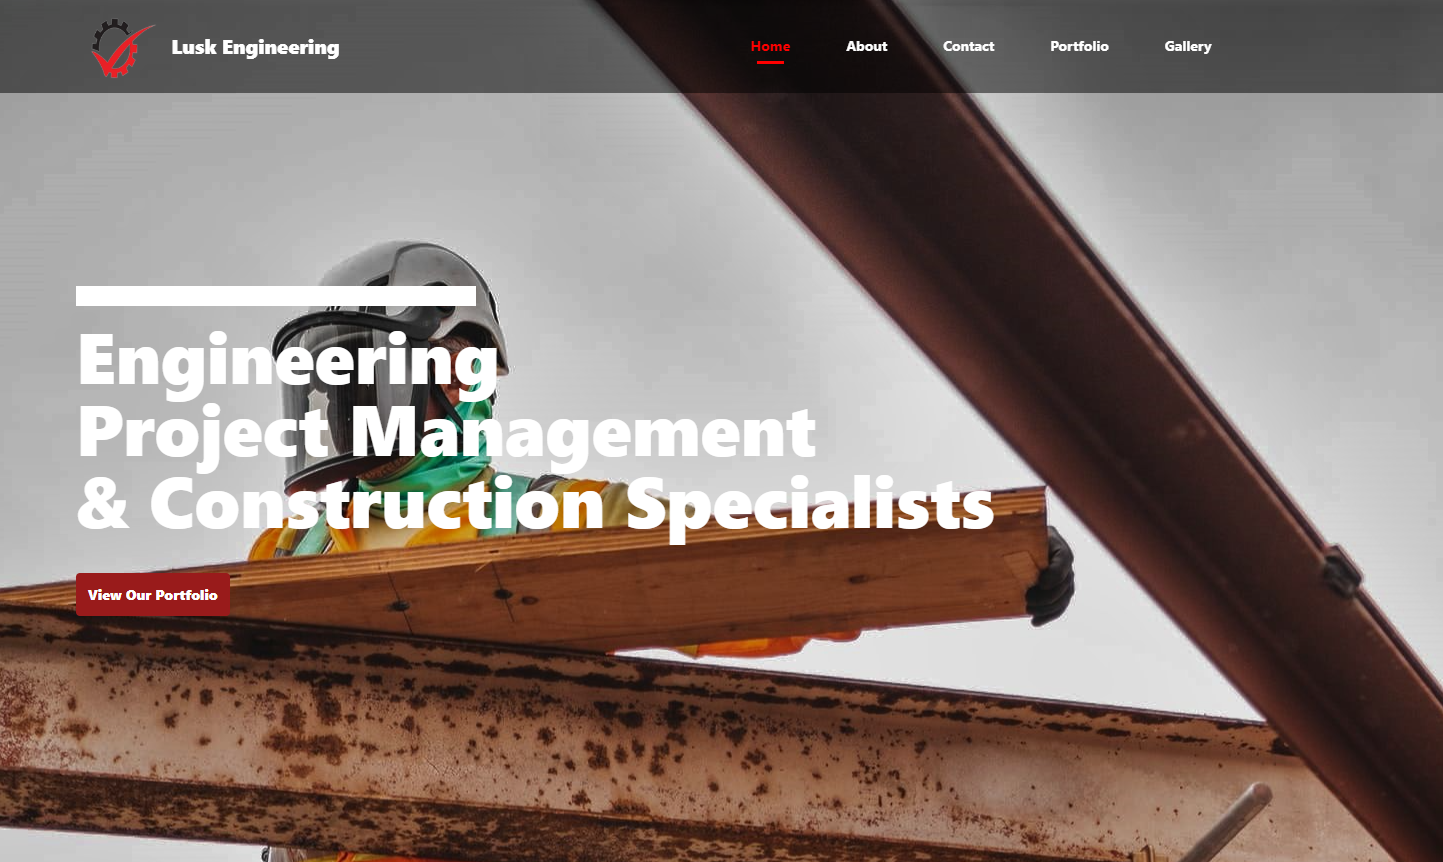 Lusk Engineering
Home About Contact Portfolio Gallery
Engineering
Project Management
& Construction Specialists
View Our Portfolio